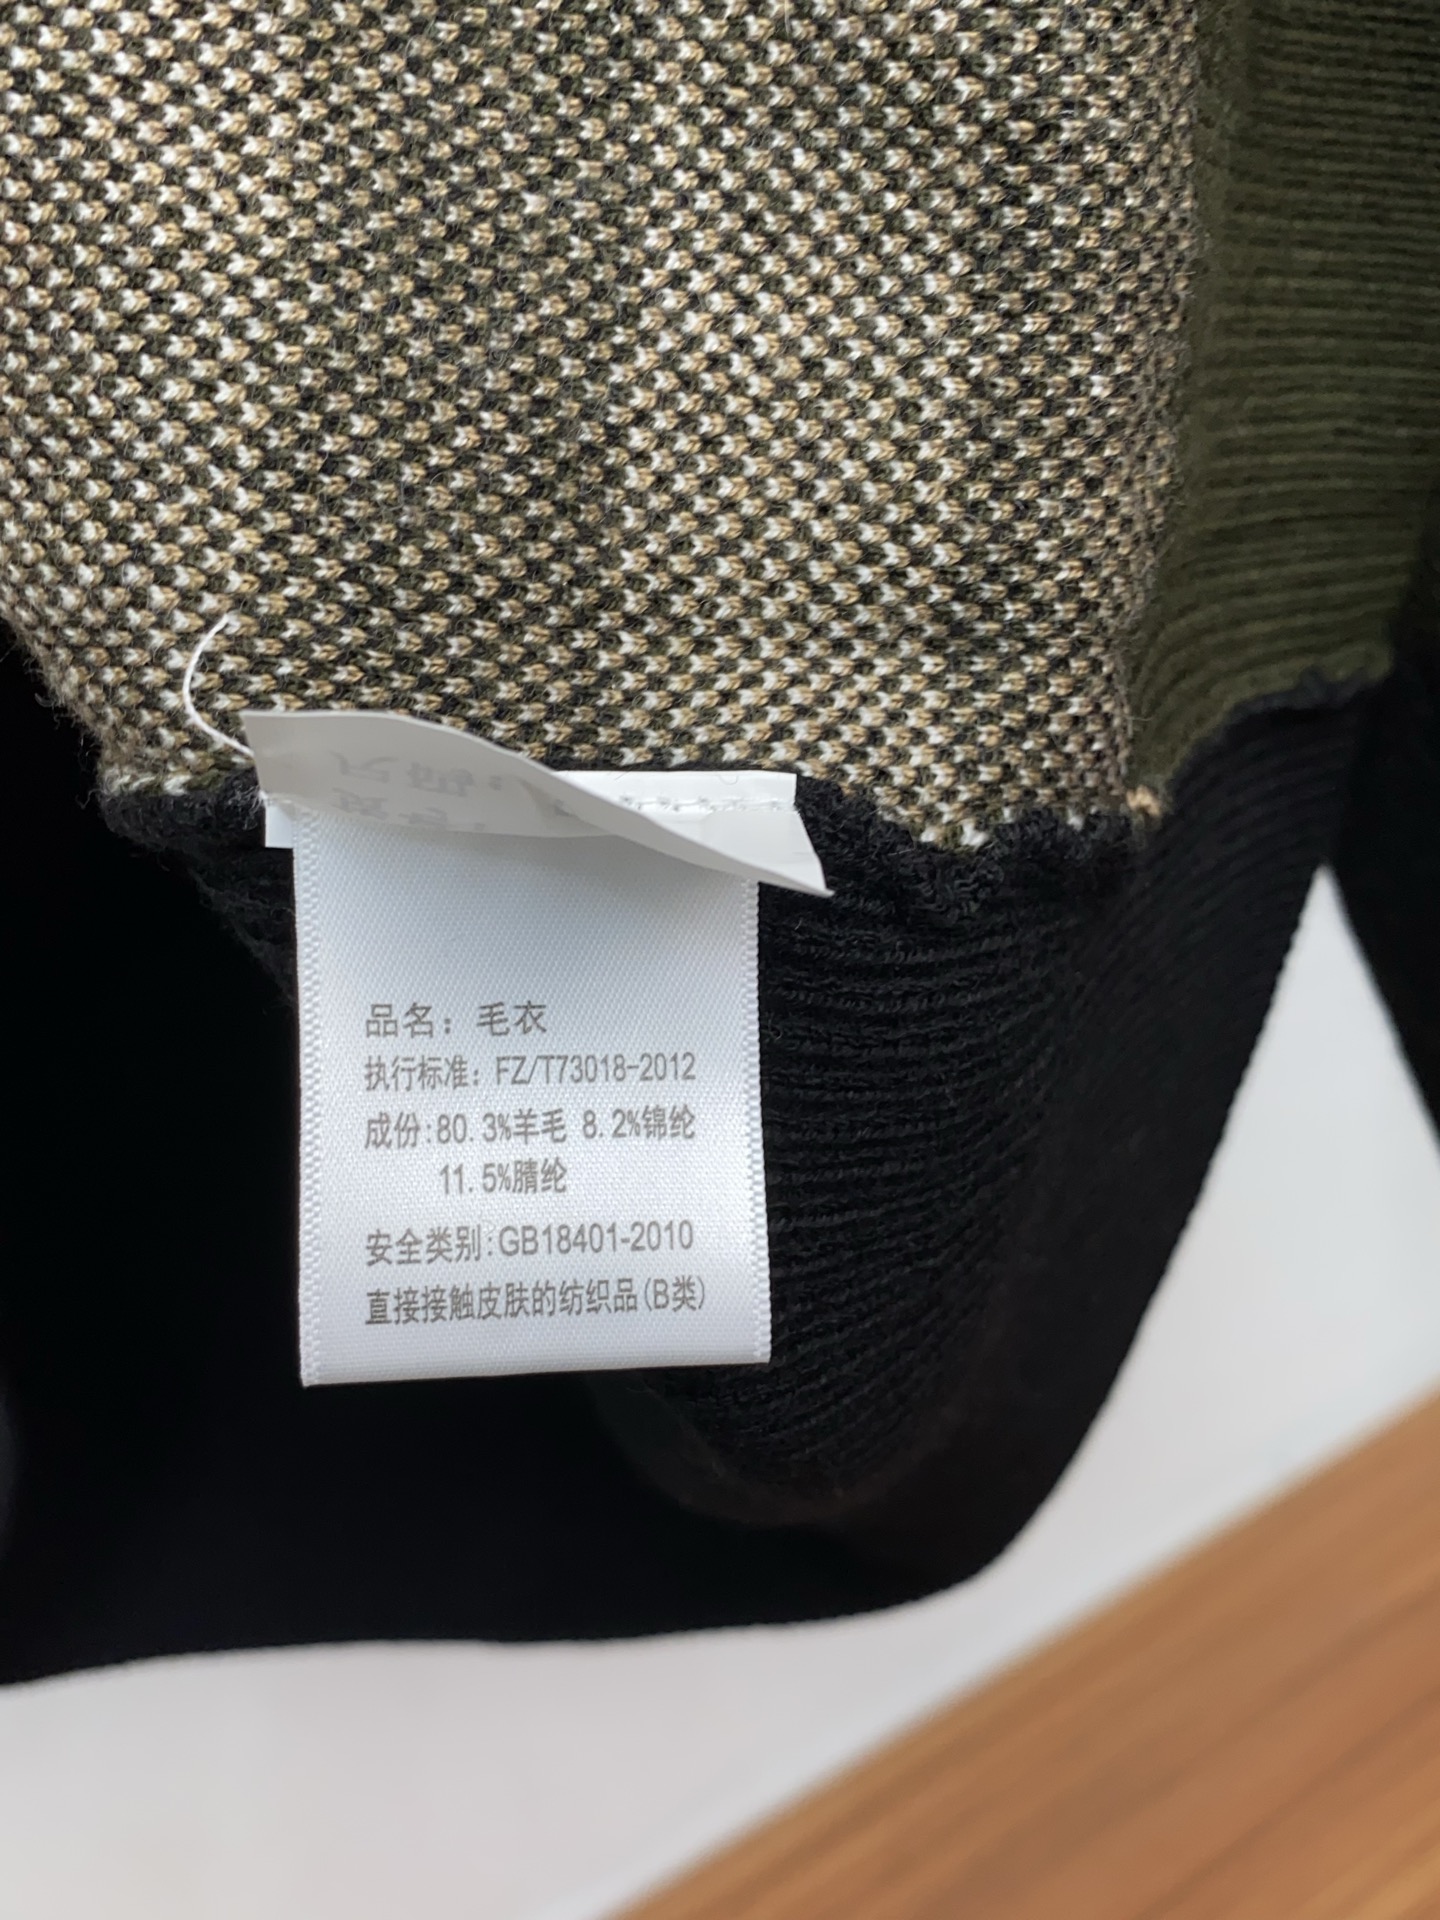 品名：毛衣
执行标准：FZ/T73018-2012
成份:80.3%羊毛 8.2%锦纶
11.5%腈纶
安全类别:GB18401-2010
直接接触皮肤的纺织品(B类)